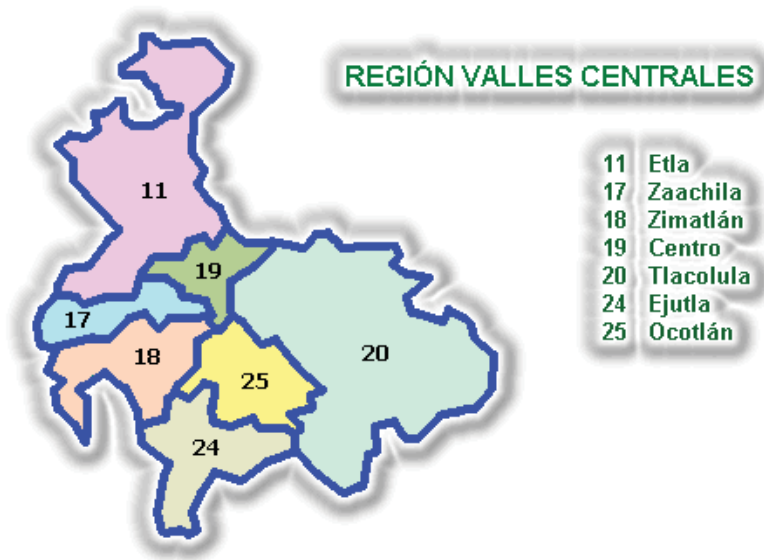 REGIÓN VALLES CENTRALES
11 Etla
17 Zaachila
18 Zimatlán
19 Centro
20 Tlacolula
24 Ejutla
25 Ocotlán
11
19
17
18
20
25
24